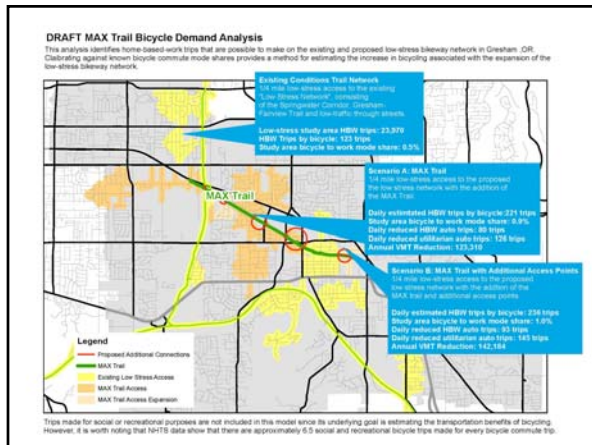 DRAFT MAX Trail Bicycle Demand Analysis
This analysis identifies home-based-work trips that are possible to make on the existing and proposed low-stress bikeway network in Gresham ,OR.
Claibrating against known bicycle commute mode shares provides a method for estimating the increase in bicycling associated with the expansion of the
low-stress bikeway network.
Existing Conditions Trail Network
1/4 mile low-stress access to the existing
"Low Stress Network", consisting
of the Springwater Corridor, Gresham-
Fairview Trail and low-traffic through streets
Low-stress study area HBW trips: 23,970
HBW Trips by bicycle: 123 trips
Study area bicycle to work mode share: 0.5%
MAX Trail
Scenario A: MAX Trail
1/4 mile low-stress access to the proposed
the low stress network with the addition of
the MAX Trail
Daily estimtated HBW trips by bicycle:221 trips
Study area bicycle to work mode share: 0.9%
Daily reduced HBW auto trips: 80 trips
Daily reduced utilitarian auto trips: 126 trips
Annual VMT Reduction: 123,310
Scenario B: MAX Trail with Additional Access Points
1/4 mile low-stress access to the proposed
low-stress network with the addition of the
MAX trail and additional access points
Daily estimated HBW trips by bicycle: 236 trips
Study area bicycle to work mode share: 1.0%
Daily reduced HBW auto trips: 93 trips
Daily reduced utilitarian auto trips: 145 trips
Annual VMT Reduction: 142,184
Legend
Proposed Additional Connections
MAX Trail
Existing Low Stress Access
MAX Trail Access
MAX Trail Access Expansion
Trips made for social or recreational purposes are not included in this model since its underlying goal is estimating the transportation benefits of bicycling.
However, it is worth noting that NHTS data show that there are approximately 6.5 social and recreational bicycle trips made for every bicycle commute trip.